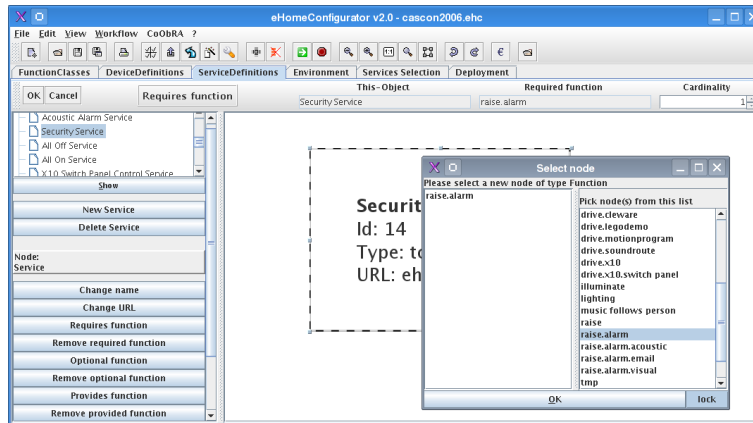 eHomeConfigurator v2.0 - cascon2006.ehc
File Edit View Workflow CoObRA ?
FunctionClasses DeviceDefinitions ServiceDefinitions Environment Services Selection Deployment
OK Cancel Requires function
This-Object Required function Cardinality
Security Service raise.alarm 1
Acoustic Alarm Service
Security Service
All Off Service
All On Service
X10 Switch Panel Control Service
Show
New Service
Delete Service
Node:
Service
Change name
Change URL
Requires function
Remove required function
Optional function
Remove optional function
Provides function
Remove provided function
Securit
Id: 14
Type: to
URL: eh
Select node
Please select a new node of type Function
raise.alarm
Pick node(s) from this list
drive.cleware
drive.legodemo
drive.motionprogram
drive.soundroute
drive.x10
drive.x10.switch panel
illuminate
lighting
music follows person
raise
raise.alarm
raise.alarm.acoustic
raise.alarm.email
raise.alarm.visual
tmp
OK lock